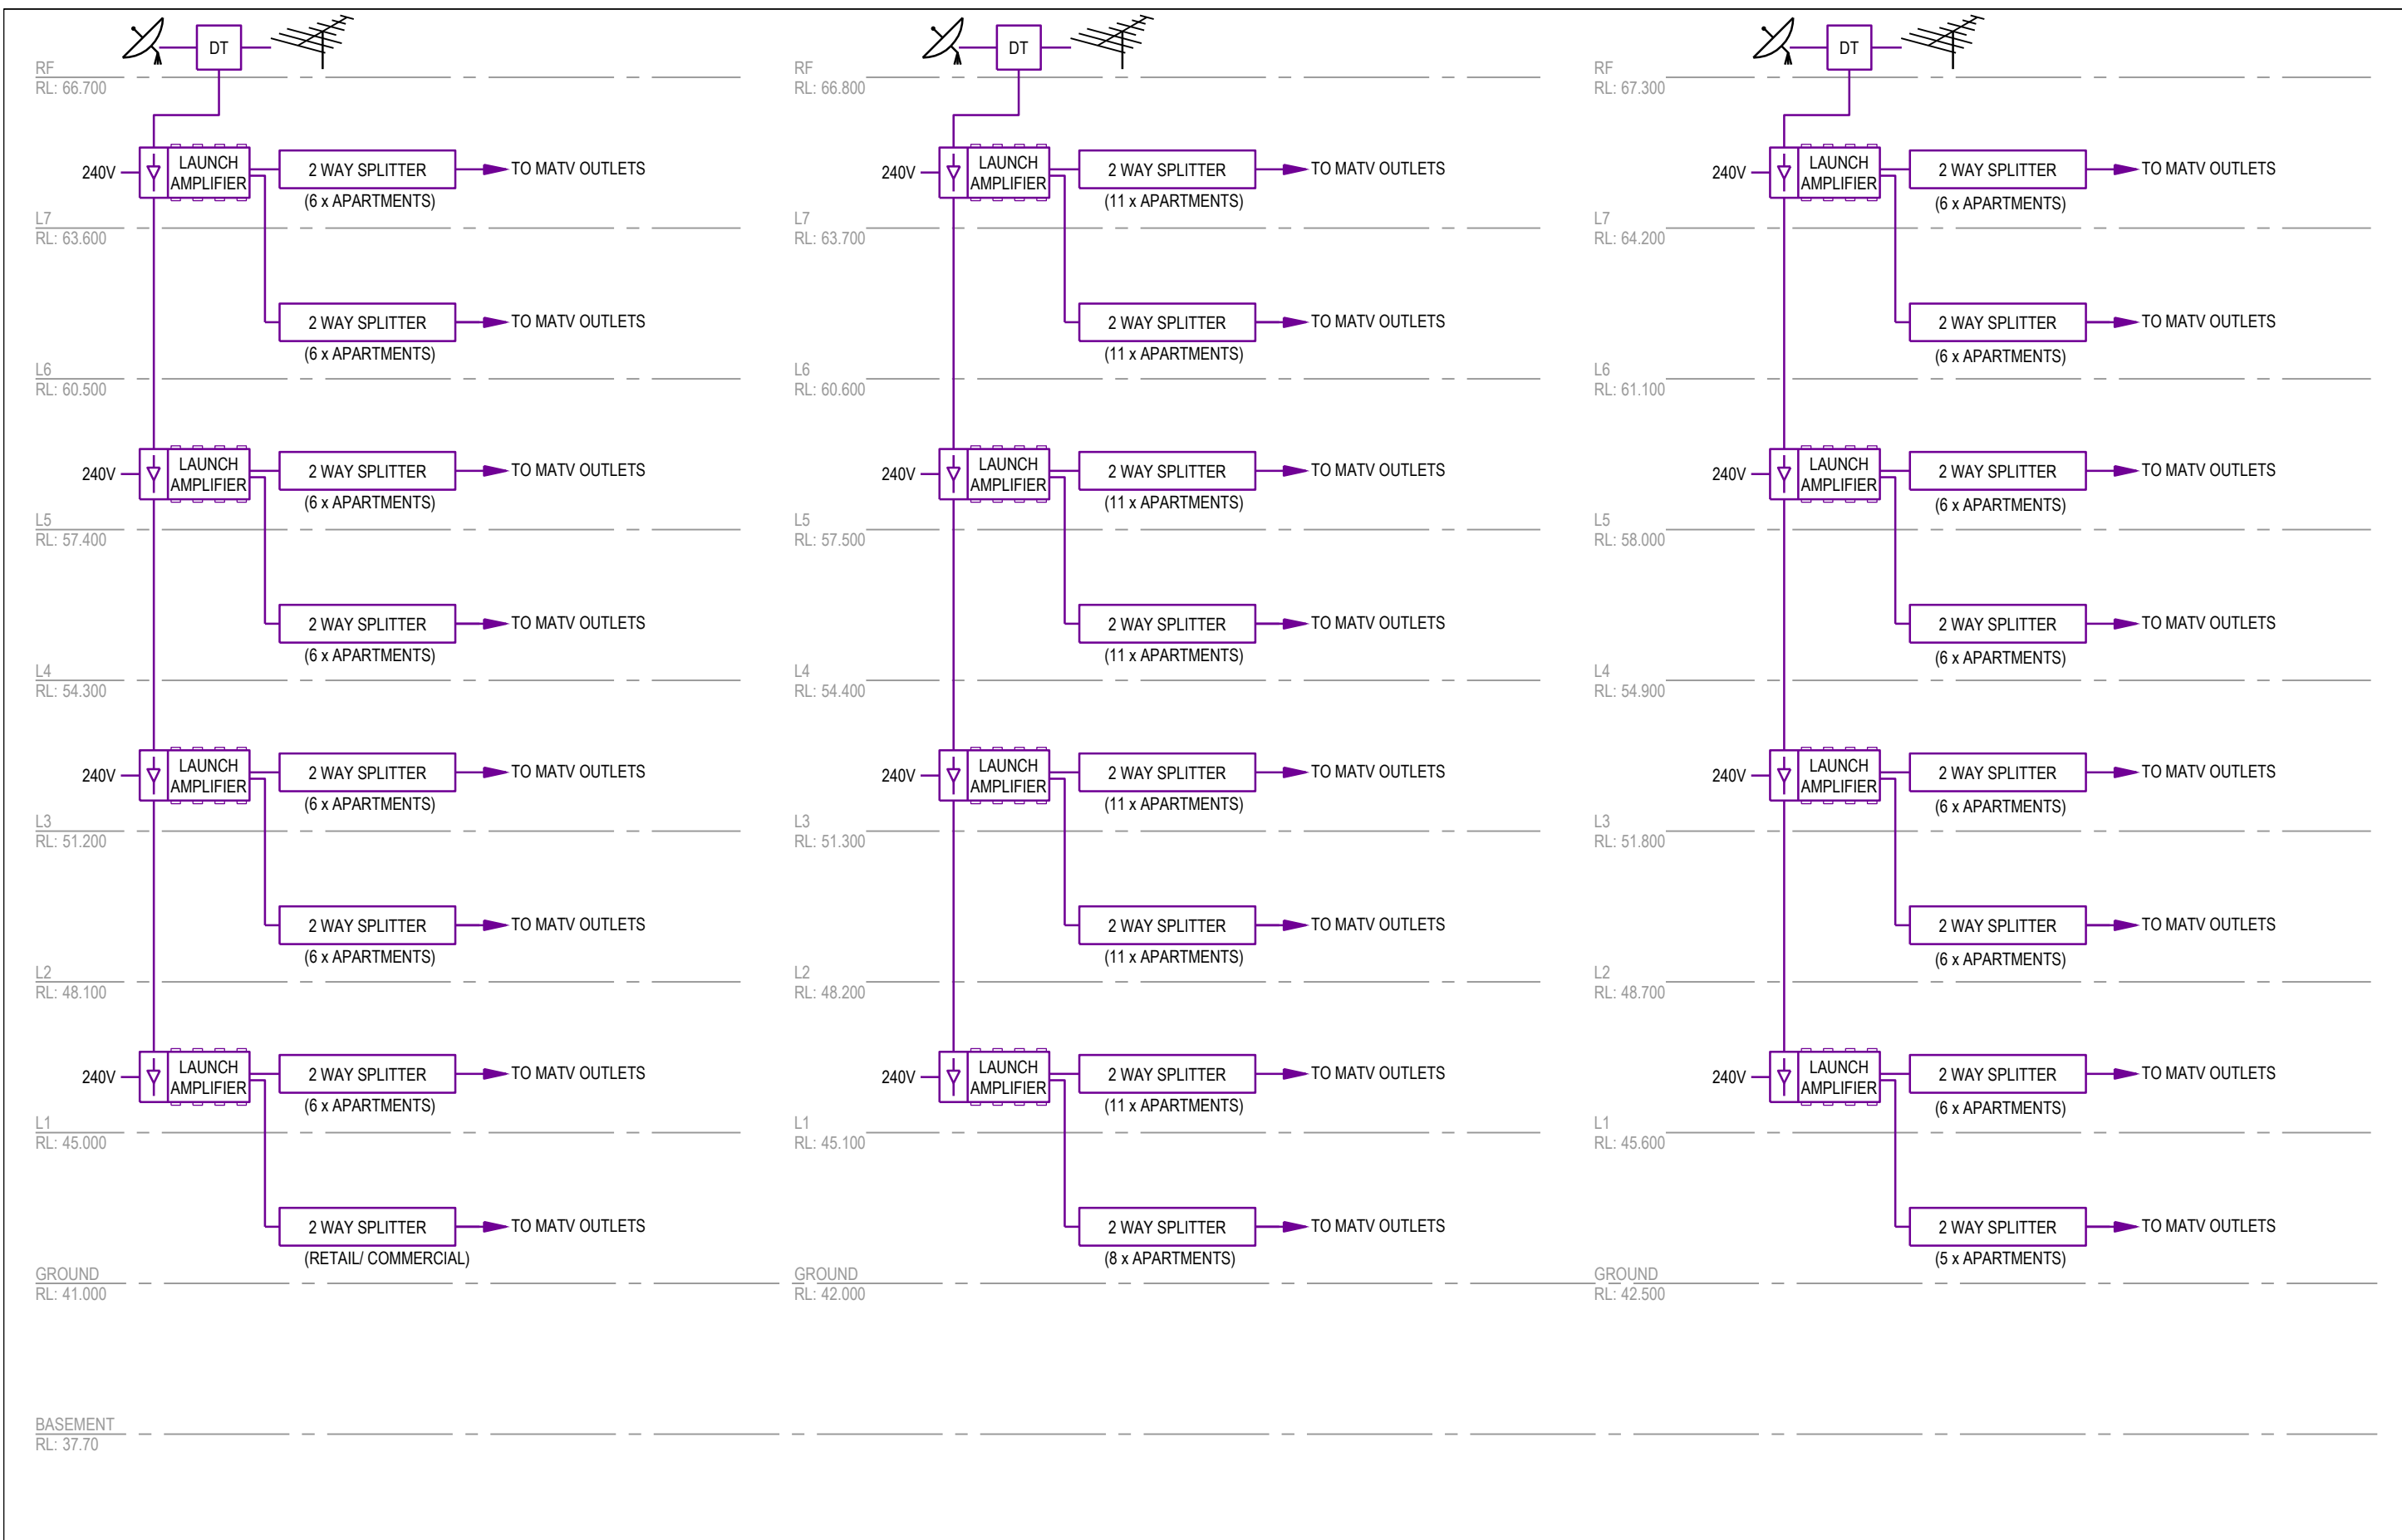 DT
DT
DT
RF
RL: 66.700
RF
RL: 66.800
RF
RL: 67.300
240V
LAUNCH
AMPLIFIER
2 WAY SPLITTER
TO MATV OUTLETS
(6 x APARTMENTS)
240V
LAUNCH
AMPLIFIER
2 WAY SPLITTER
TO MATV OUTLETS
(11 x APARTMENTS)
240V
LAUNCH
AMPLIFIER
2 WAY SPLITTER
TO MATV OUTLETS
(6 x APARTMENTS)
L7
RL: 63.600
L7
RL: 63.700
L7
RL: 64.200
2 WAY SPLITTER
TO MATV OUTLETS
(6 x APARTMENTS)
2 WAY SPLITTER
TO MATV OUTLETS
(11 x APARTMENTS)
2 WAY SPLITTER
TO MATV OUTLETS
(6 x APARTMENTS)
L6
RL: 60.500
L6
RL: 60.600
L6
RL: 61.100
240V
LAUNCH
AMPLIFIER
2 WAY SPLITTER
TO MATV OUTLETS
(6 x APARTMENTS)
240V
LAUNCH
AMPLIFIER
2 WAY SPLITTER
TO MATV OUTLETS
(11 x APARTMENTS)
240V
LAUNCH
AMPLIFIER
2 WAY SPLITTER
TO MATV OUTLETS
(6 x APARTMENTS)
L5
RL: 57.400
L5
RL: 57.500
L5
RL: 58.000
2 WAY SPLITTER
TO MATV OUTLETS
(6 x APARTMENTS)
2 WAY SPLITTER
TO MATV OUTLETS
(11 x APARTMENTS)
2 WAY SPLITTER
TO MATV OUTLETS
(6 x APARTMENTS)
L4
RL: 54.300
L4
RL: 54.400
L4
RL: 54.900
240V
LAUNCH
AMPLIFIER
2 WAY SPLITTER
TO MATV OUTLETS
(6 x APARTMENTS)
240V
LAUNCH
AMPLIFIER
2 WAY SPLITTER
TO MATV OUTLETS
(11 x APARTMENTS)
240V
LAUNCH
AMPLIFIER
2 WAY SPLITTER
TO MATV OUTLETS
(6 x APARTMENTS)
L3
RL: 51.200
L3
RL: 51.300
L3
RL: 51.800
2 WAY SPLITTER
TO MATV OUTLETS
(6 x APARTMENTS)
2 WAY SPLITTER
TO MATV OUTLETS
(11 x APARTMENTS)
2 WAY SPLITTER
TO MATV OUTLETS
(6 x APARTMENTS)
L2
RL: 48.100
L2
RL: 48.200
L2
RL: 48.700
240V
LAUNCH
AMPLIFIER
2 WAY SPLITTER
TO MATV OUTLETS
(6 x APARTMENTS)
240V
LAUNCH
AMPLIFIER
2 WAY SPLITTER
TO MATV OUTLETS
(11 x APARTMENTS)
240V
LAUNCH
AMPLIFIER
2 WAY SPLITTER
TO MATV OUTLETS
(6 x APARTMENTS)
L1
RL: 45.000
L1
RL: 45.100
L1
RL: 45.600
2 WAY SPLITTER
TO MATV OUTLETS
(RETAIL/ COMMERCIAL)
2 WAY SPLITTER
TO MATV OUTLETS
(8 x APARTMENTS)
2 WAY SPLITTER
TO MATV OUTLETS
(5 x APARTMENTS)
GROUND
RL: 41.000
GROUND
RL: 42.000
GROUND
RL: 42.500
BASEMENT
RL: 37.70